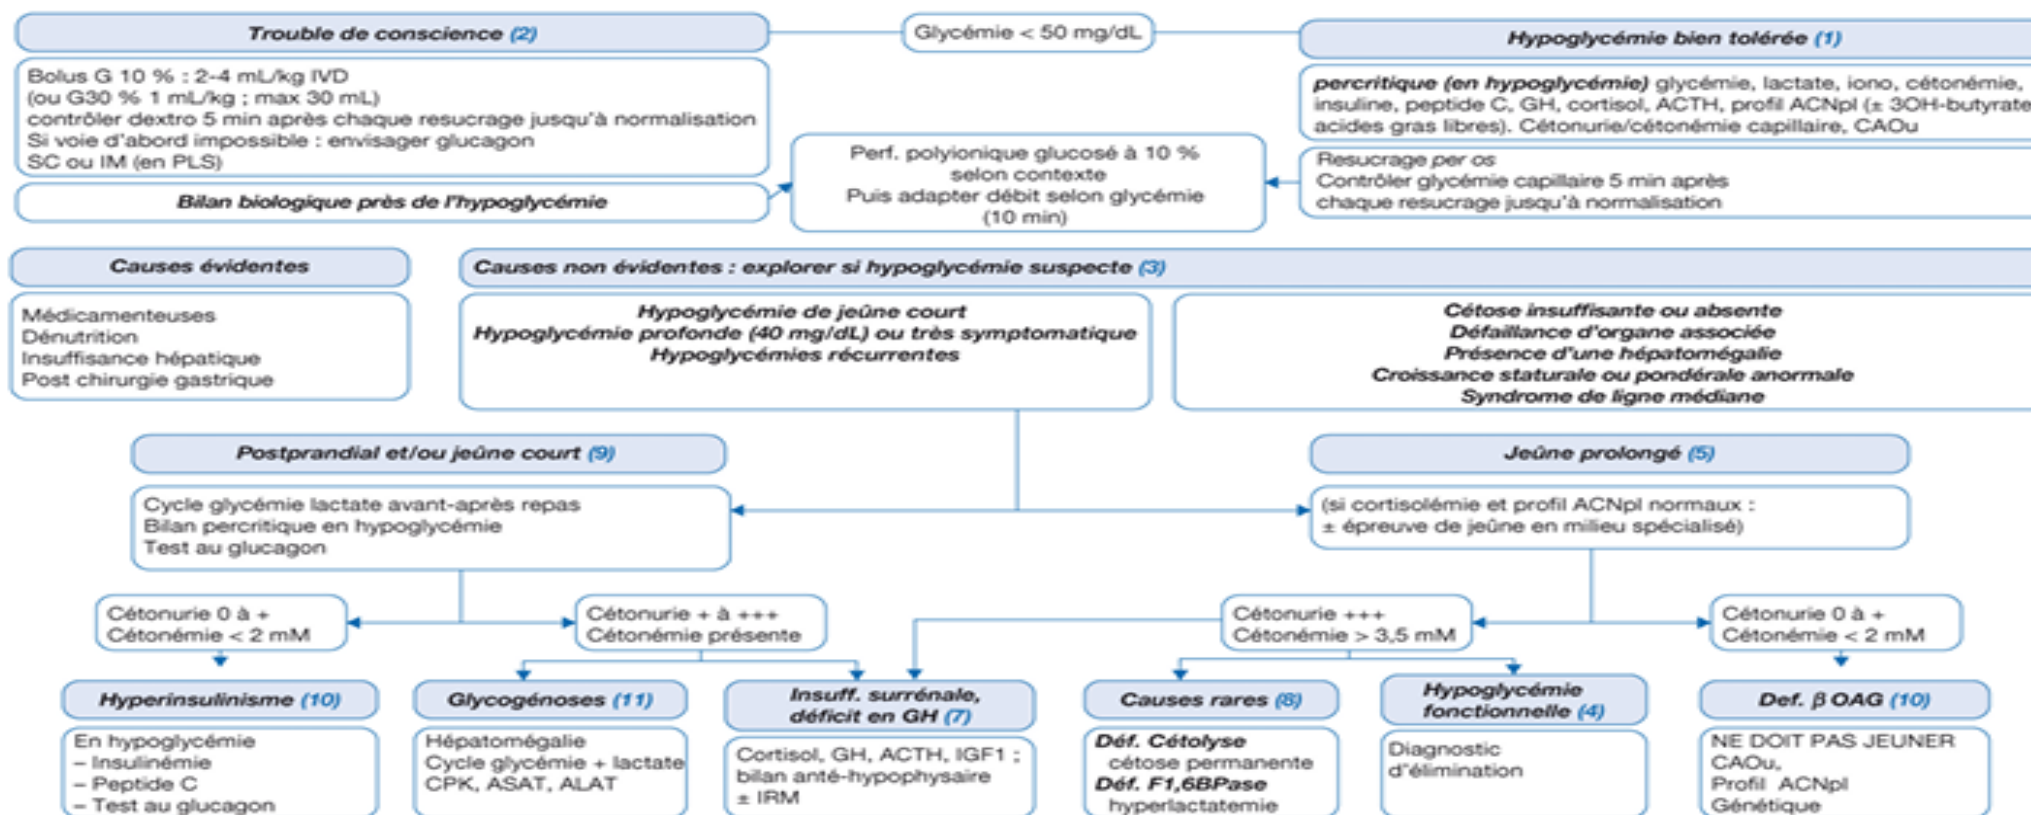 Trouble de conscience (2)
Glycémie < 50 mg/dL
Hypoglycémie bien tolérée (1)
Bolus G 10 % : 2-4 mL/kg IVD
(ou G30 % 1 mL/kg ; max 30 mL)
contrôler dextro 5 min après chaque resucrage jusqu'à normalisation
Si voie d'abord impossible : envisager glucagon
SC ou IM (en PLS)
Bilan biologique près de l'hypoglycémie
Perf. polyionique glucosé à 10 %
selon contexte
Puis adapter débit selon glycémie
(10 min)
percritique (en hypoglycémie) glycémie, lactate, iono, cétonémie,
insuline, peptide C, GH, cortisol, ACTH, profil ACNpl (± 3OH-butyrate
acides gras libres). Cétonurie/cétonémie capillaire, CAOu
Resucrage per os
Contrôler glycémie capillaire 5 min après
chaque resucrage jusqu'à normalisation
Causes évidentes
Médicamenteuses
Dénutrition
Insuffisance hépatique
Post chirurgie gastrique
Causes non évidentes : explorer si hypoglycémie suspecte (3)
Hypoglycémie de jeûne court
Hypoglycémie profonde (40 mg/dL) ou très symptomatique
Hypoglycémies récurrentes
Cétose insuffisante ou absente
Défaillance d'organe associée
Présence d'une hépatomégalie
Croissance staturale ou pondérale anormale
Syndrome de ligne médiane
Postprandial et/ou jeûne court (9)
Cycle glycémie lactate avant-après repas
Bilan percritique en hypoglycémie
Test au glucagon
Jeûne prolongé (5)
(si cortisolémie et profil ACNpl normaux :
± épreuve de jeûne en milieu spécialisé)
Cétonurie 0 à +
Cétonémie < 2 mM
Cétonurie + à +++
Cétonémie présente
Cétonurie +++
Cétonémie > 3,5 mM
Cétonurie 0 à +
Cétonémie < 2 mM
Hyperinsulinisme (10)
En hypoglycémie
– Insulinémie
– Peptide C
– Test au glucagon
Glycogénoses (11)
Hépatomégalie
Cycle glycémie + lactate
CPK, ASAT, ALAT
Insuff. surrénale,
déficit en GH (7)
Cortisol, GH, ACTH, IGF1 ;
bilan anté-hypophysaire
± IRM
Causes rares (8)
Déf. Cétolyse
cétose permanente
Déf. F1,6BPase
hyperlactatemie
Hypoglycémie
fonctionnelle (4)
Diagnostic
d'élimination
Def. β OAG (10)
NE DOIT PAS JEUNER
CAOu,
Profil ACNpl
Génétique